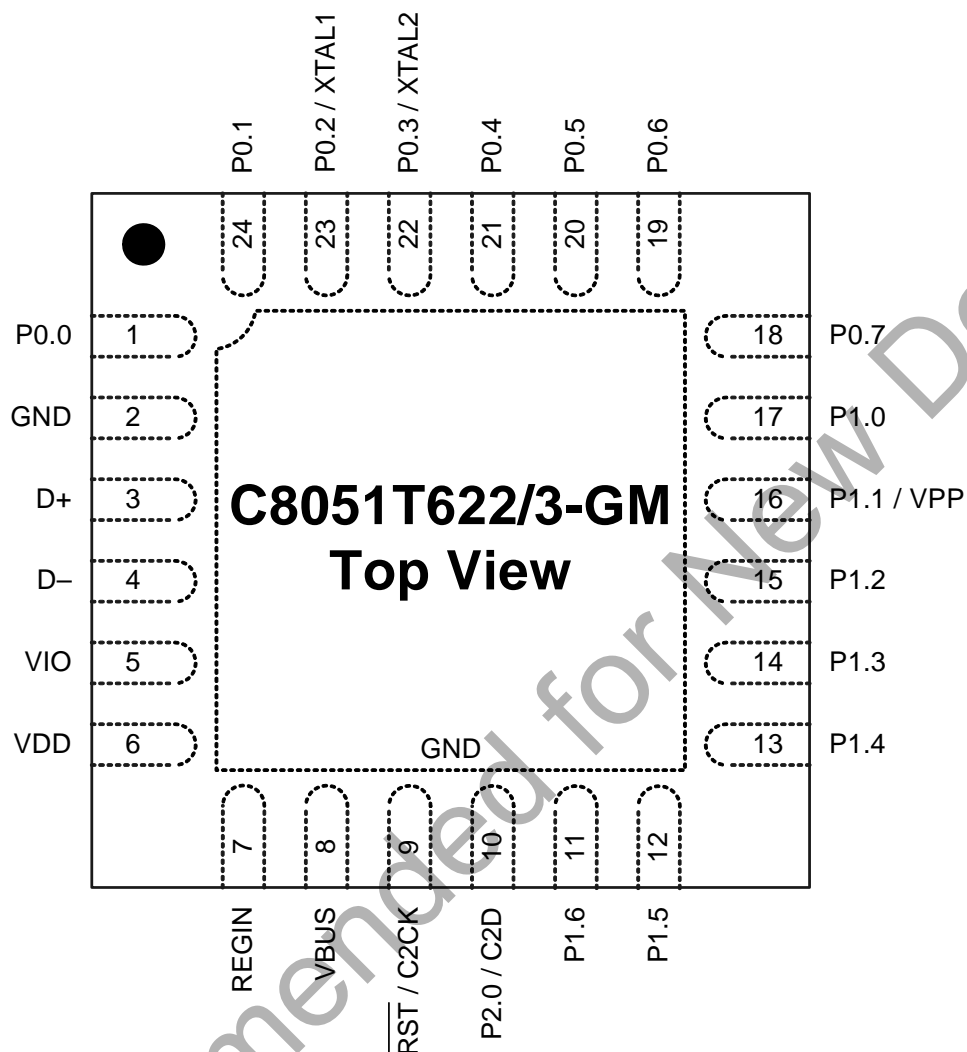 P0.1
P0.2 / XTAL1
P0.3 / XTAL2
P0.4
P0.5
P0.6
24
23
22
21
20
19
P0.0 1
GND 2
D+ 3
D– 4
VIO 5
VDD 6
18 P0.7
17 P1.0
16 P1.1 / VPP
15 P1.2
14 P1.3
13 P1.4
C8051T622/3-GM
Top View
GND
7
8
9
10
11
12
REGIN
VBUS
RST / C2CK
P2.0 / C2D
P1.6
P1.5
for New